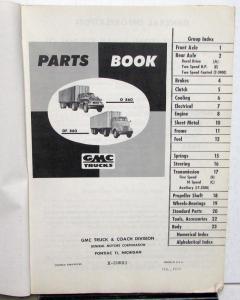 PARTS BOOK
D 860
DF 860
GMC
TRUCKS
GMC TRUCK & COACH DIVISION
GENERAL MOTORS CORPORATION
PONTIAC 11, MICHIGAN
Group Index
Front Axle 1
Rear Axle 2
Brakes 4
Clutch 5
Cooling 6
Electrical 7
Engine 8
Sheet Metal 10
Frame 11
Fuel 12
Springs 15
Steering 16
Transmission 17
Propeller Shaft 18
Wheels-Bearings 19
Standard Parts 20
Tools, Accessories 22
Body 23
Numerical Index
Alphabetical Index